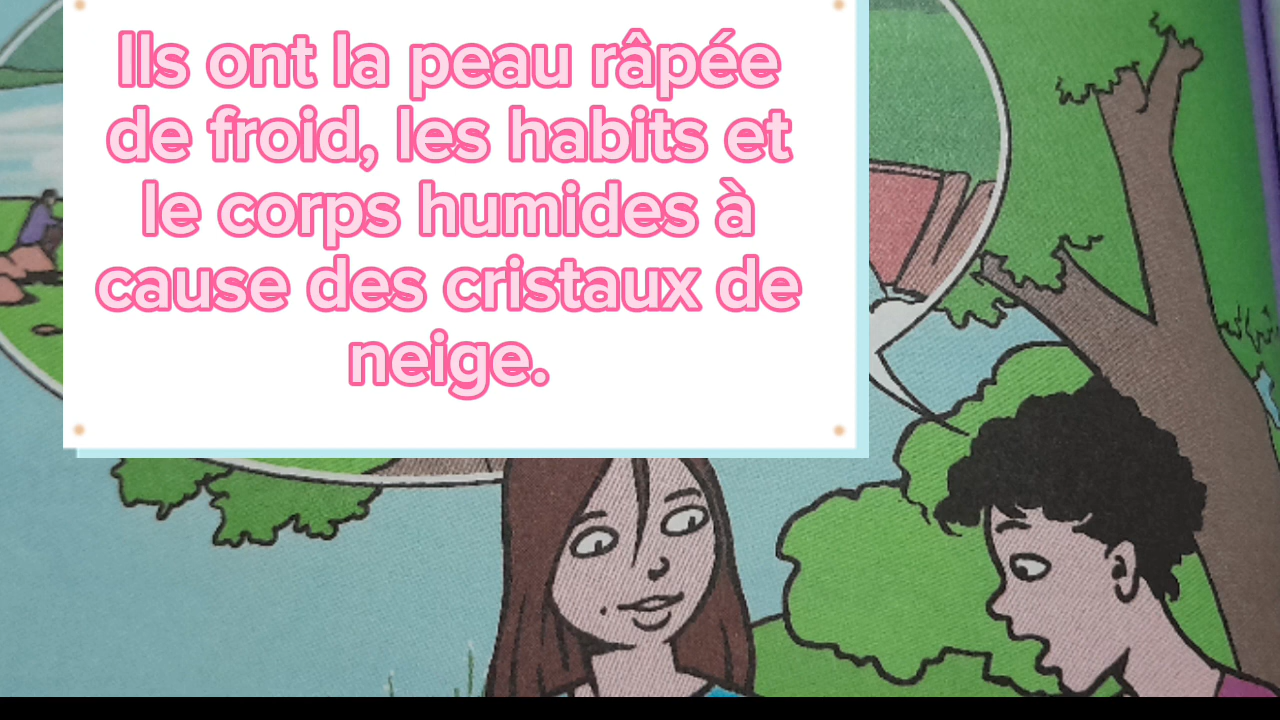 Ils ont la peau râpée
de froid, les habits et
le corps humides à
cause des cristaux de
neige.